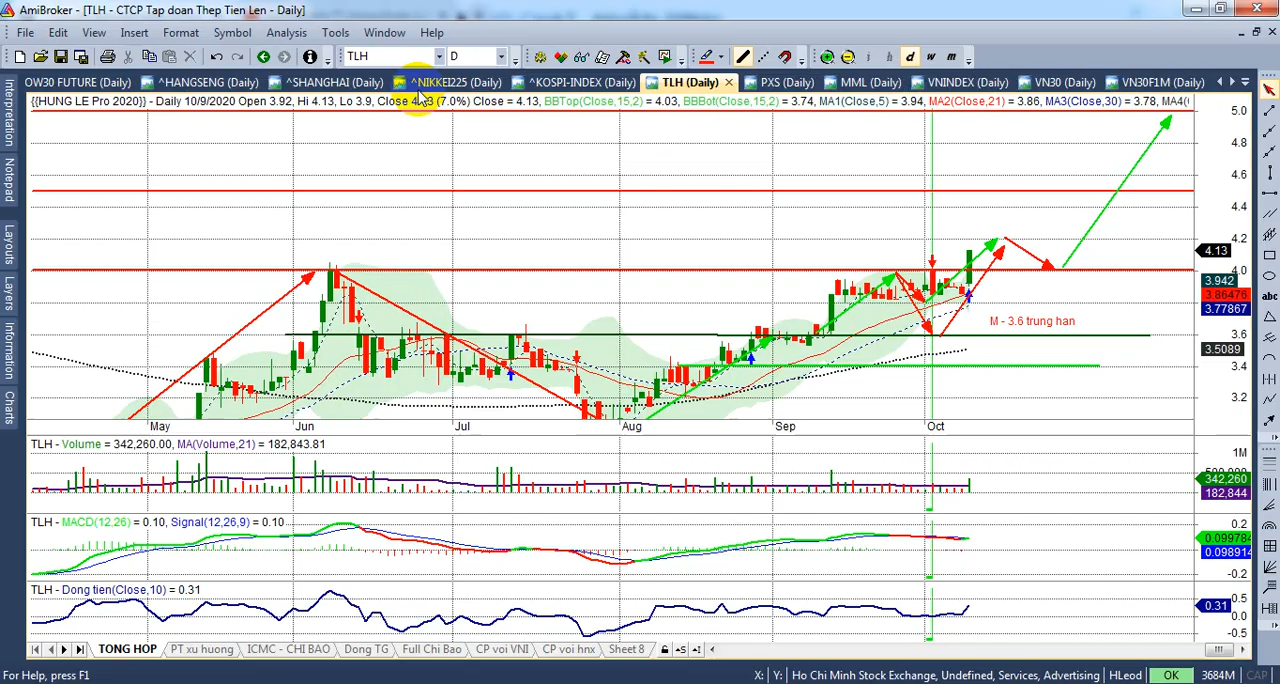 AmiBroker - [TLH - CTCP Tap doan Thep Tien Len - Daily]
File Edit View Insert Format Symbol Analysis Tools Window Help
TLH D i h d w m
OW30 FUTURE (Daily) ^HANGSENG (Daily) ^SHANGHAI (Daily) ^NIKKEI225 (Daily) ^KOSPI-INDEX (Daily) TLH (Daily) PXS (Daily) MML (Daily) VNINDEX (Daily) VN30 (Daily) VN30F1M (Daily)
{{HUNG LE Pro 2020}} - Daily 10/9/2020 Open 3.92, Hi 4.13, Lo 3.9, Close (7.0%) Close = 4.13, BBTop(Close,15,2) = 4.03, BBBot(Close,15,2) = 3.74, MA1(Close,5) = 3.94, MA2(Close,21) = 3.86, MA3(Close,30) = 3.78,
5.0
4.8
4.6
4.4
4.2
4.13
4.0
3.942
3.86476
3.77867
M - 3.6 trung han
3.6
3.5089
3.4
3.2
May Jun Jul Aug Sep Oct
TLH - Volume = 342,260.00, MA(Volume,21) = 182,843.81
1M
342,260
182,844
TLH - MACD(12,26) = 0.10, Signal(12,26,9) = 0.10
0.2
0.099784
0.098914
-0.2
TLH - Dong tien(Close,10) = 0.31
0.5
0.31
0.0
-0.5
TONG HOP PT xu huong ICMC - CHI BAO Dong TG Full Chi Bao CP voi VNI CP voi hnx Sheet 8
For Help, press F1 X: Y: Ho Chi Minh Stock Exchange, Undefined, Services, Advertising HLeod OK 3684M CAP
Interpretation
Notepad
Layouts
Layers
Information
Charts
abc